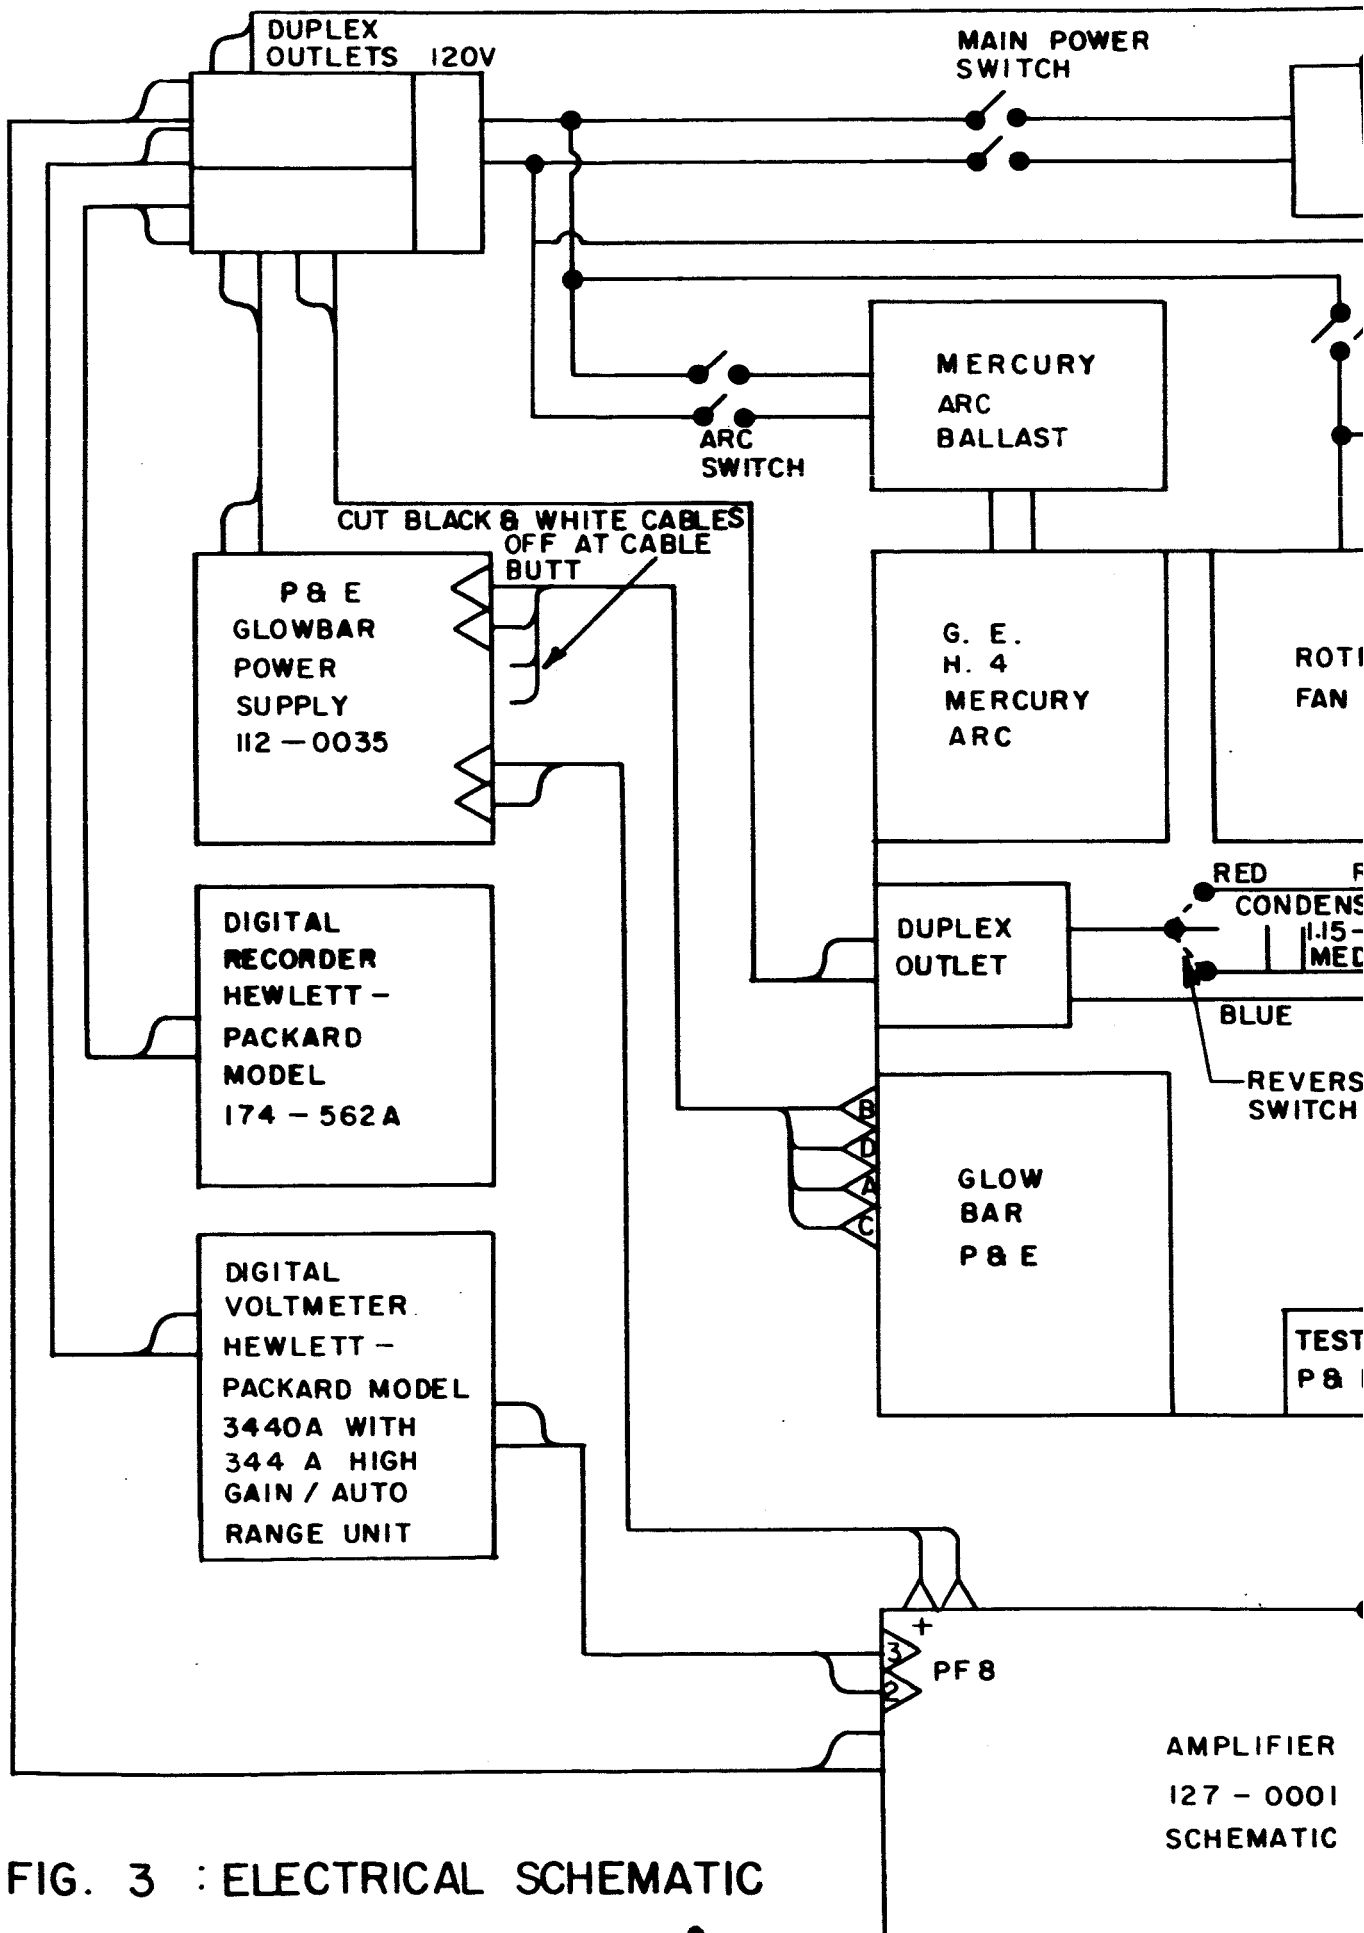 DUPLEX
OUTLETS 120V
MAIN POWER
SWITCH
MERCURY
ARC
BALLAST
ARC
SWITCH
CUT BLACK & WHITE CABLES
OFF AT CABLE
BUTT
P & E
GLOWBAR
POWER
SUPPLY
112-0035
G. E.
H. 4
MERCURY
ARC
FAN
DIGITAL
RECORDER
HEWLETT-
PACKARD
MODEL
174-562A
DUPLEX
OUTLET
RED
BLUE
SWITCH
B
D
A
C
GLOW
BAR
P & E
TEST
P &
DIGITAL
VOLTMETER
HEWLETT-
PACKARD MODEL
3440A WITH
344 A HIGH
GAIN / AUTO
RANGE UNIT
+
3
2
PF8
AMPLIFIER
127-0001
SCHEMATIC
FIG. 3 : ELECTRICAL SCHEMATIC